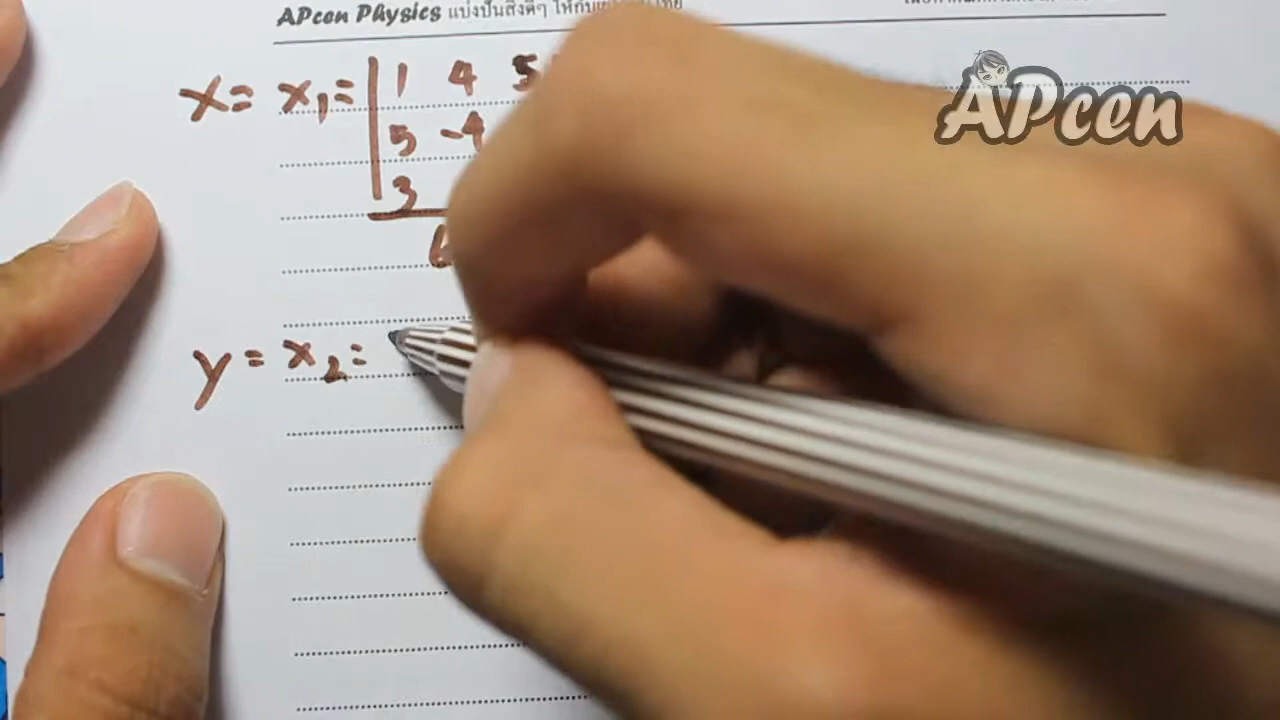 APcen Physics แบ่งปันสิ่งดีๆ ให้กับ
APcen
x = x₁ = | 1 4 5
5 -4
3
y = x₂ =